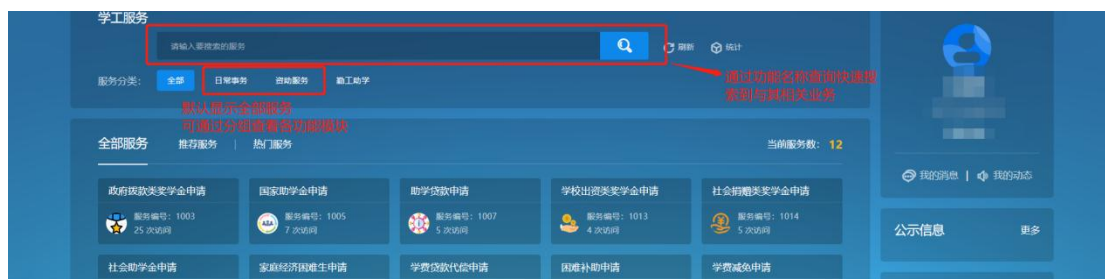 学工服务
请输入要搜索的服务
刷新
统计
服务分类：
全部
日常事务
资助服务
勤工助学
通过功能名称查询快速搜
索到与其相关业务
默认显示全部服务
可通过分组查看各功能模块
全部服务
推荐服务
|
热门服务
当前服务数：12
我的消息 | 我的动态
政府拨款类奖学金申请
服务编号：1003
25 次访问
国家助学金申请
服务编号：1005
7 次访问
助学贷款申请
服务编号：1007
5 次访问
学校出资类奖学金申请
服务编号：1013
4 次访问
社会捐赠类奖学金申请
服务编号：1014
5 次访问
公示信息
更多
社会助学金申请
家庭经济困难生申请
学费贷款代偿申请
困难补助申请
学费减免申请